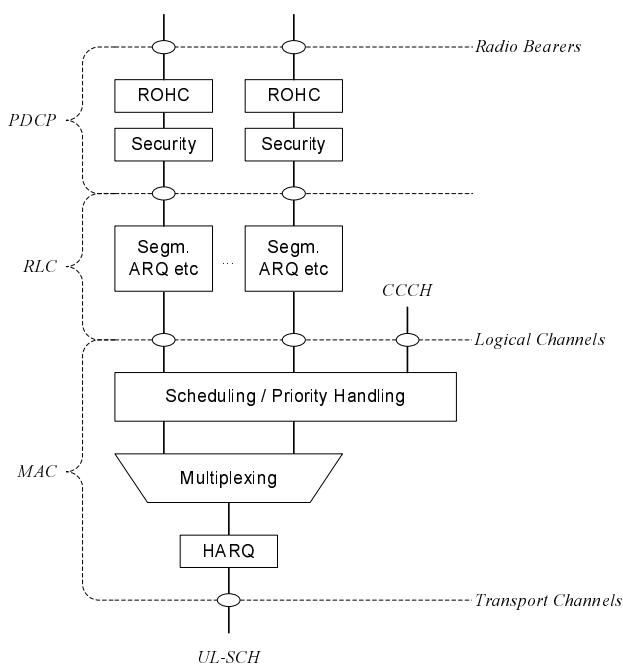 Radio Bearers
ROHC ROHC
PDCP
Security Security
Segm. ARQ etc ... Segm. ARQ etc
RLC
CCCH
Logical Channels
Scheduling / Priority Handling
MAC
Multiplexing
HARQ
Transport Channels
UL-SCH